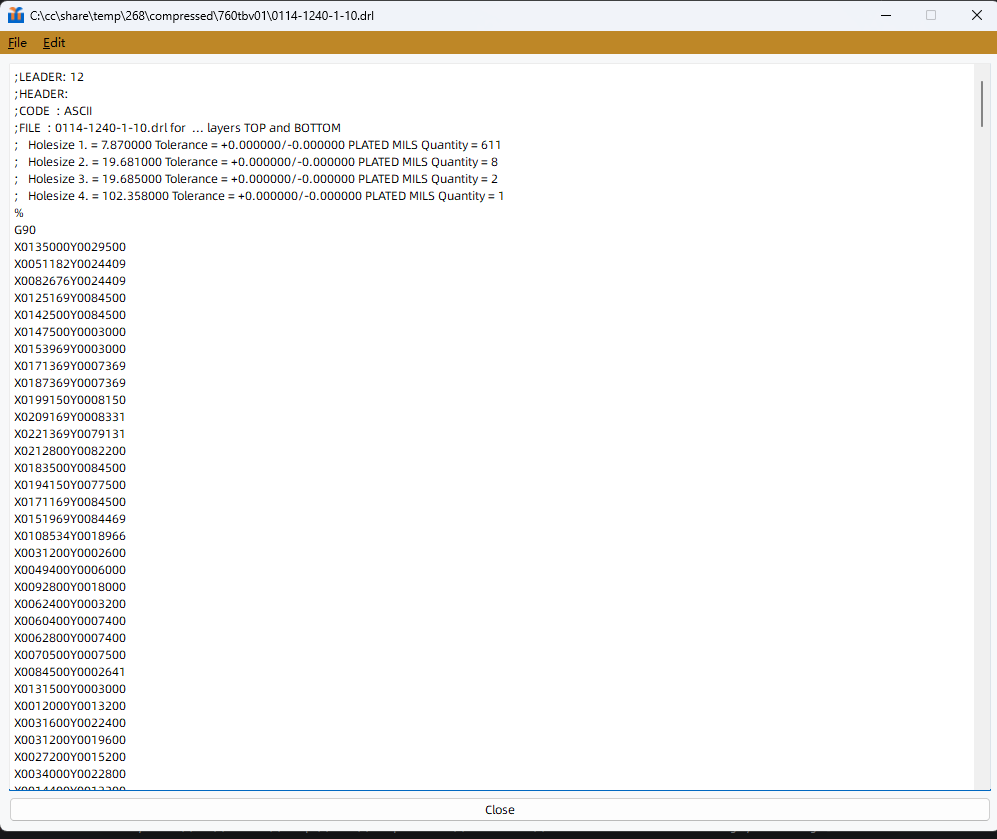 C:\cc\share\temp\268\compressed\760tbv01\0114-1240-1-10.drl
File Edit
;LEADER: 12
;HEADER:
;CODE : ASCII
;FILE : 0114-1240-1-10.drl for ... layers TOP and BOTTOM
; Holesize 1. = 7.870000 Tolerance = +0.000000/-0.000000 PLATED MILS Quantity = 611
; Holesize 2. = 19.681000 Tolerance = +0.000000/-0.000000 PLATED MILS Quantity = 8
; Holesize 3. = 19.685000 Tolerance = +0.000000/-0.000000 PLATED MILS Quantity = 2
; Holesize 4. = 102.358000 Tolerance = +0.000000/-0.000000 PLATED MILS Quantity = 1
%
G90
X0135000Y0029500
X0051182Y0024409
X0082676Y0024409
X0125169Y0084500
X0142500Y0084500
X0147500Y0003000
X0153969Y0003000
X0171369Y0007369
X0187369Y0007369
X0199150Y0008150
X0209169Y0008331
X0221369Y0079131
X0212800Y0082200
X0183500Y0084500
X0194150Y0077500
X0171169Y0084500
X0151969Y0084469
X0108534Y0018966
X0031200Y0002600
X0049400Y0006000
X0092800Y0018000
X0062400Y0003200
X0060400Y0007400
X0062800Y0007400
X0070500Y0007500
X0084500Y0002641
X0131500Y0003000
X0012000Y0013200
X0031600Y0022400
X0031200Y0019600
X0027200Y0015200
X0034000Y0022800
Close